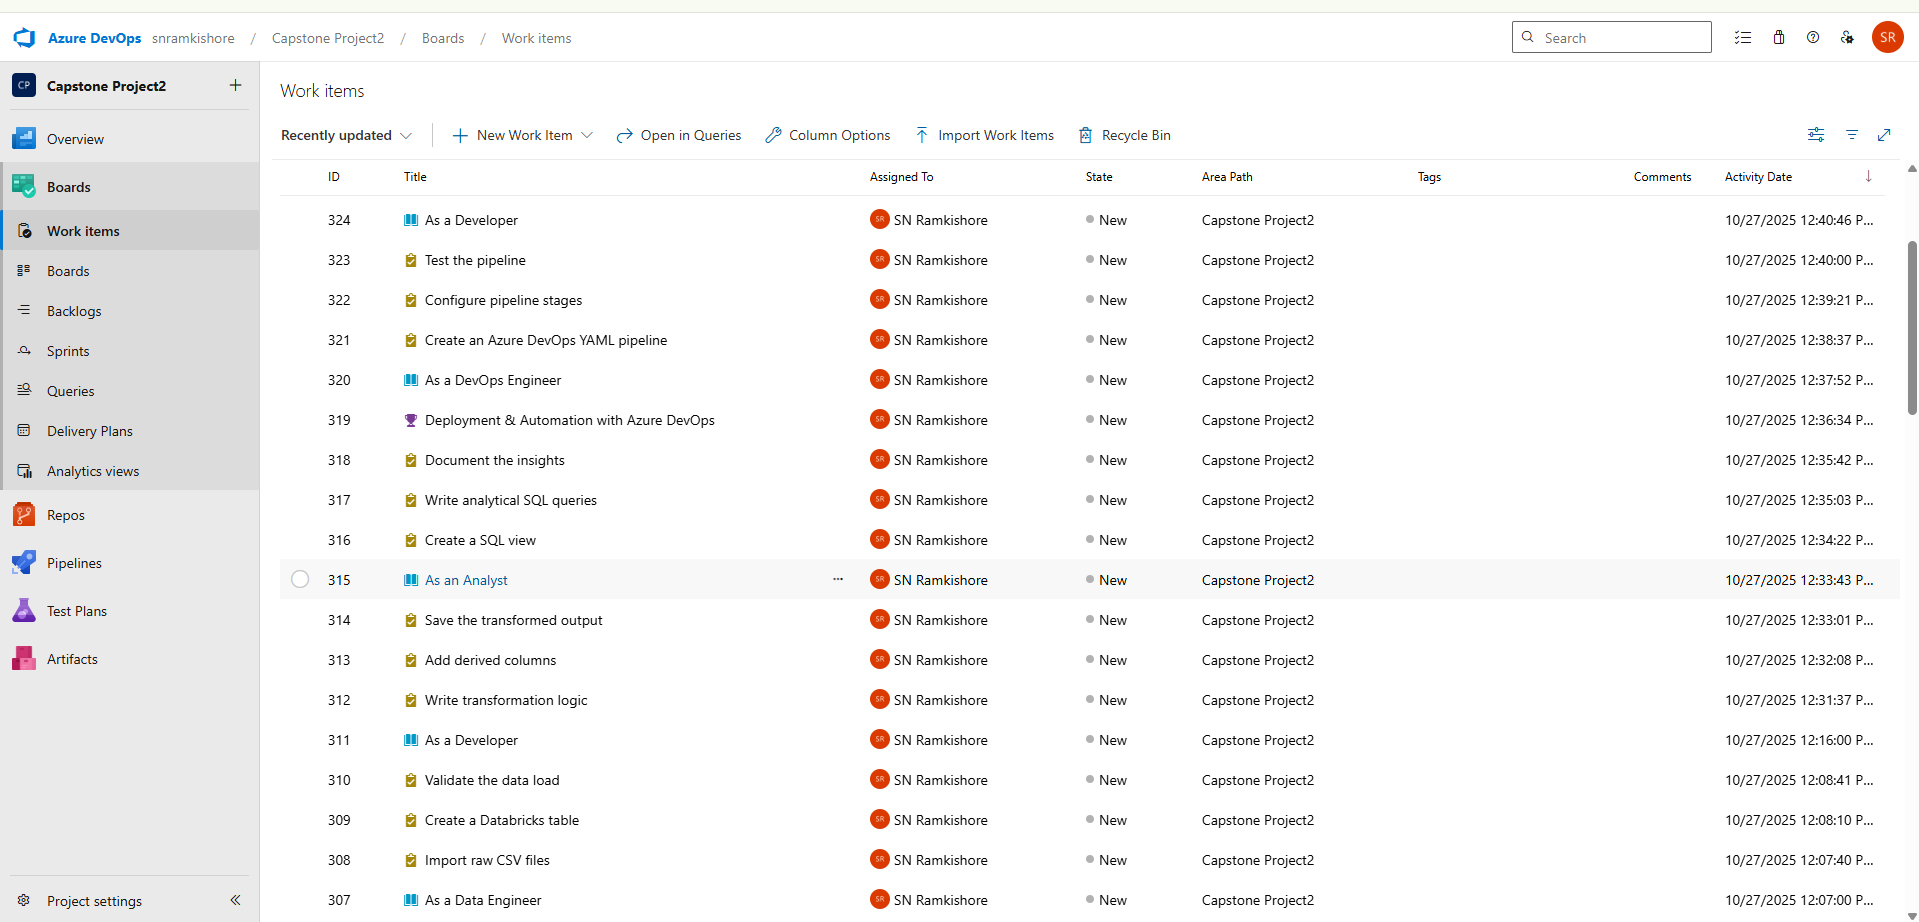 Azure DevOps snramkishore / Capstone Project2 / Boards / Work items
Search
SR
CP Capstone Project2
Overview
Boards
Work items
Boards
Backlogs
Sprints
Queries
Delivery Plans
Analytics views
Repos
Pipelines
Test Plans
Artifacts
Project settings
Work items
Recently updated New Work Item Open in Queries Column Options Import Work Items Recycle Bin
ID Title Assigned To State Area Path Tags Comments Activity Date
324 As a Developer SR SN Ramkishore New Capstone Project2 10/27/2025 12:40:46 P...
323 Test the pipeline SR SN Ramkishore New Capstone Project2 10/27/2025 12:40:00 P...
322 Configure pipeline stages SR SN Ramkishore New Capstone Project2 10/27/2025 12:39:21 P...
321 Create an Azure DevOps YAML pipeline SR SN Ramkishore New Capstone Project2 10/27/2025 12:38:37 P...
320 As a DevOps Engineer SR SN Ramkishore New Capstone Project2 10/27/2025 12:37:52 P...
319 Deployment & Automation with Azure DevOps SR SN Ramkishore New Capstone Project2 10/27/2025 12:36:34 P...
318 Document the insights SR SN Ramkishore New Capstone Project2 10/27/2025 12:35:42 P...
317 Write analytical SQL queries SR SN Ramkishore New Capstone Project2 10/27/2025 12:35:03 P...
316 Create a SQL view SR SN Ramkishore New Capstone Project2 10/27/2025 12:34:22 P...
315 As an Analyst ... SR SN Ramkishore New Capstone Project2 10/27/2025 12:33:43 P...
314 Save the transformed output SR SN Ramkishore New Capstone Project2 10/27/2025 12:33:01 P...
313 Add derived columns SR SN Ramkishore New Capstone Project2 10/27/2025 12:32:08 P...
312 Write transformation logic SR SN Ramkishore New Capstone Project2 10/27/2025 12:31:37 P...
311 As a Developer SR SN Ramkishore New Capstone Project2 10/27/2025 12:16:00 P...
310 Validate the data load SR SN Ramkishore New Capstone Project2 10/27/2025 12:08:41 P...
309 Create a Databricks table SR SN Ramkishore New Capstone Project2 10/27/2025 12:08:10 P...
308 Import raw CSV files SR SN Ramkishore New Capstone Project2 10/27/2025 12:07:40 P...
307 As a Data Engineer SR SN Ramkishore New Capstone Project2 10/27/2025 12:07:00 P...